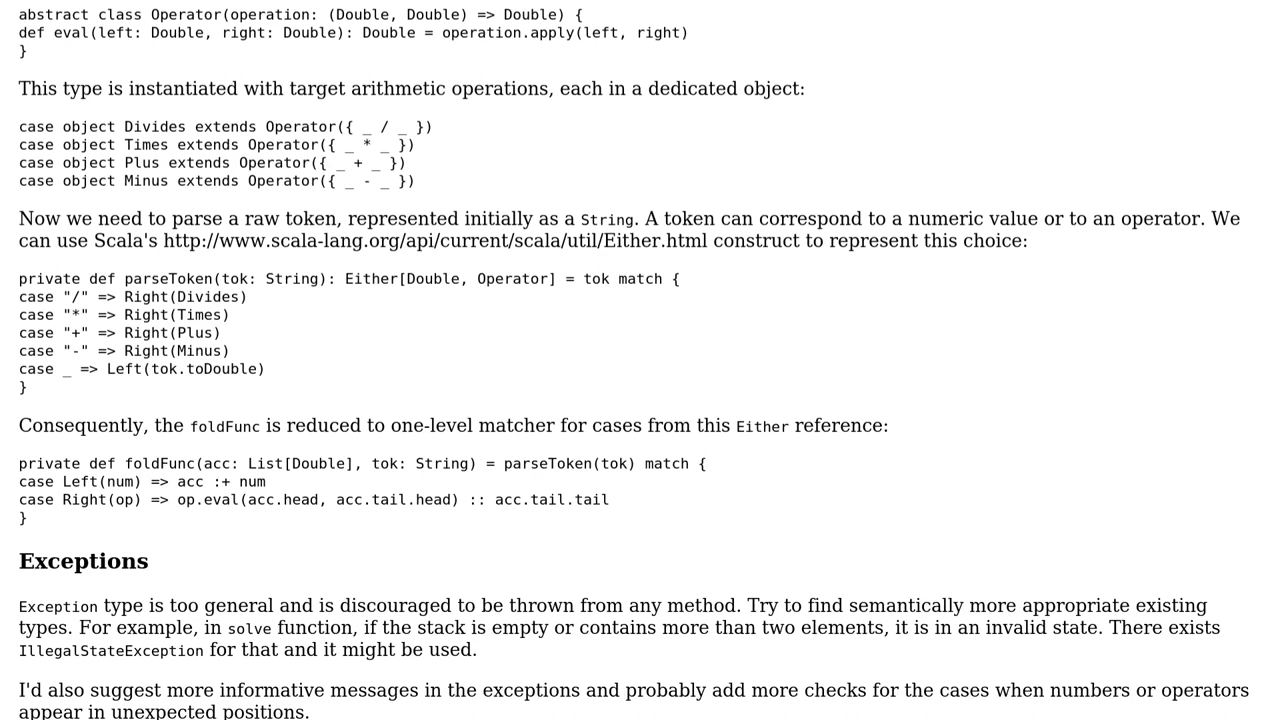 abstract class Operator(operation: (Double, Double) => Double) {
def eval(left: Double, right: Double): Double = operation.apply(left, right)
}
This type is instantiated with target arithmetic operations, each in a dedicated object:
case object Divides extends Operator({ _ / _ })
case object Times extends Operator({ _ * _ })
case object Plus extends Operator({ _ + _ })
case object Minus extends Operator({ _ - _ })
Now we need to parse a raw token, represented initially as a String. A token can correspond to a numeric value or to an operator. We
can use Scala's http://www.scala-lang.org/api/current/scala/util/Either.html construct to represent this choice:
private def parseToken(tok: String): Either[Double, Operator] = tok match {
case "/" => Right(Divides)
case "*" => Right(Times)
case "+" => Right(Plus)
case "-" => Right(Minus)
case _ => Left(tok.toDouble)
}
Consequently, the foldFunc is reduced to one-level matcher for cases from this Either reference:
private def foldFunc(acc: List[Double], tok: String) = parseToken(tok) match {
case Left(num) => acc :+ num
case Right(op) => op.eval(acc.head, acc.tail.head) :: acc.tail.tail
}
Exceptions
Exception type is too general and is discouraged to be thrown from any method. Try to find semantically more appropriate existing
types. For example, in solve function, if the stack is empty or contains more than two elements, it is in an invalid state. There exists
IllegalStateException for that and it might be used.
I'd also suggest more informative messages in the exceptions and probably add more checks for the cases when numbers or operators
appear in unexpected positions.